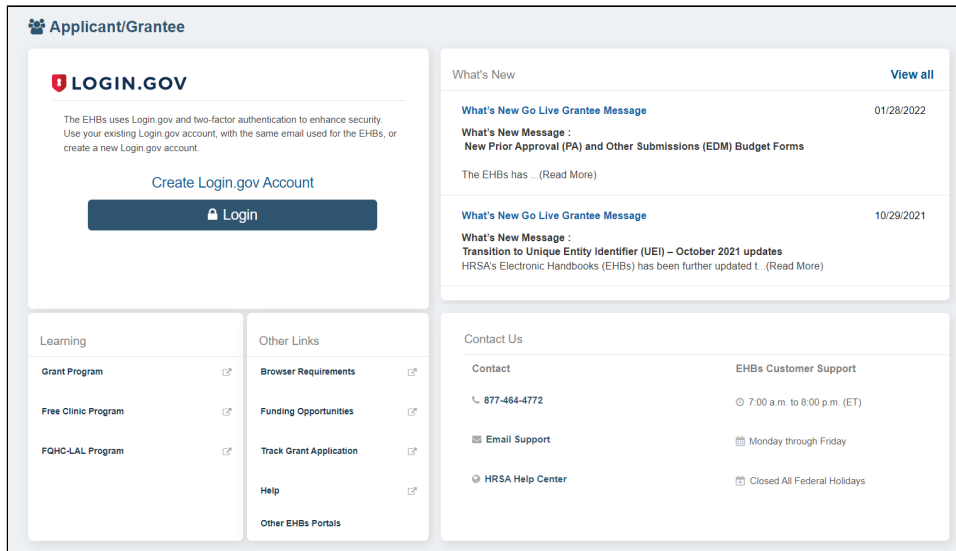 Applicant/Grantee
LOGIN.GOV
The EHBs uses Login.gov and two-factor authentication to enhance security.
Use your existing Login.gov account, with the same email used for the EHBs, or
create a new Login.gov account.
Create Login.gov Account
Login
What's New
View all
What's New Go Live Grantee Message
01/28/2022
What's New Message :
New Prior Approval (PA) and Other Submissions (EDM) Budget Forms
The EHBs has ...(Read More)
What's New Go Live Grantee Message
10/29/2021
What's New Message :
Transition to Unique Entity Identifier (UEI) – October 2021 updates
HRSA's Electronic Handbooks (EHBs) has been further updated t...(Read More)
Learning
Grant Program
Free Clinic Program
FQHC-LAL Program
Other Links
Browser Requirements
Funding Opportunities
Track Grant Application
Help
Other EHBs Portals
Contact Us
Contact
877-464-4772
Email Support
HRSA Help Center
EHBs Customer Support
7:00 a.m. to 8:00 p.m. (ET)
Monday through Friday
Closed All Federal Holidays